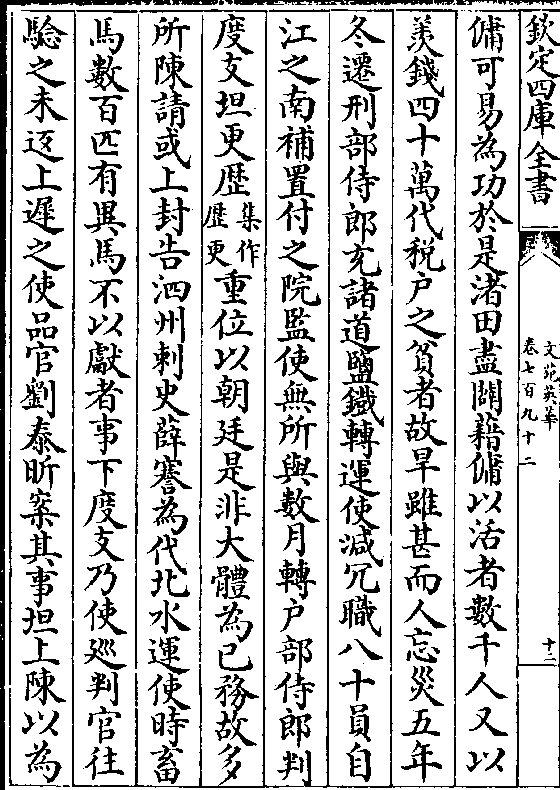 欽定四庫全書
文苑英華
卷七百九十二
十二
傭可易為功於是渚田盡闢籍傭以活者數千人又以
羨錢四十萬代稅户之貧者故旱雖甚而人忘災五年
冬遷刑部侍郎充諸道鹽鐵轉運使減冗職八十員自
江之南補置付之院監使無所與數月轉户部侍郎判
度支坦更歷集作歷更重位以朝廷是非大體為已務故多
所陳請或上封告泗州刺史薛謇為代北水運使時畜
馬數百匹有異馬不以獻者事下度支乃使廵判官往
驗之未返上遲之使品官劉泰昕案其事坦上陳以為